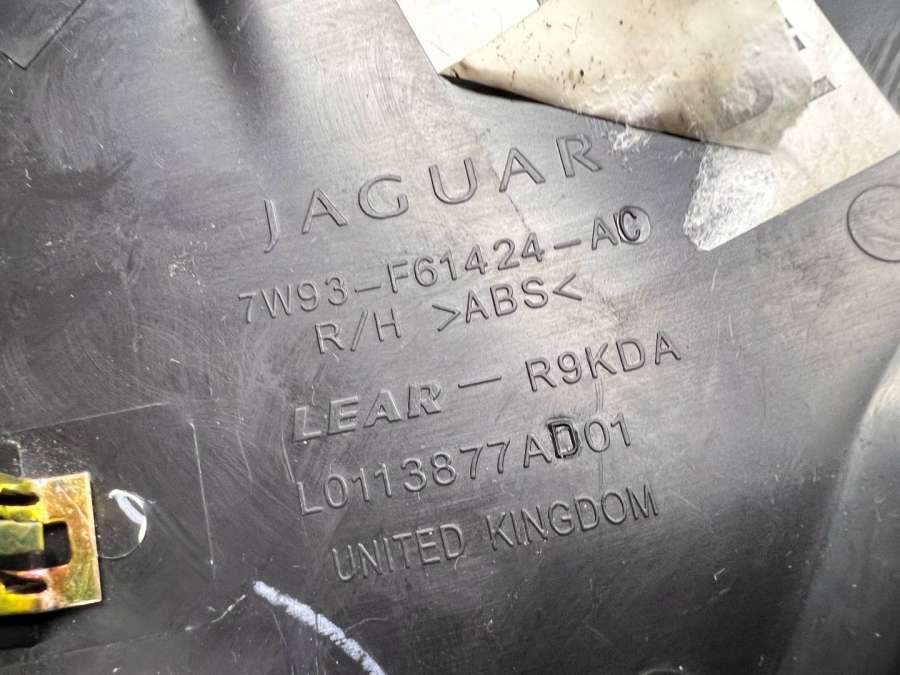 JAGUAR
7W93-F61424-AC
R/H >ABS<
LEAR - R9KDA
L0113877AD01
UNITED KINGDOM